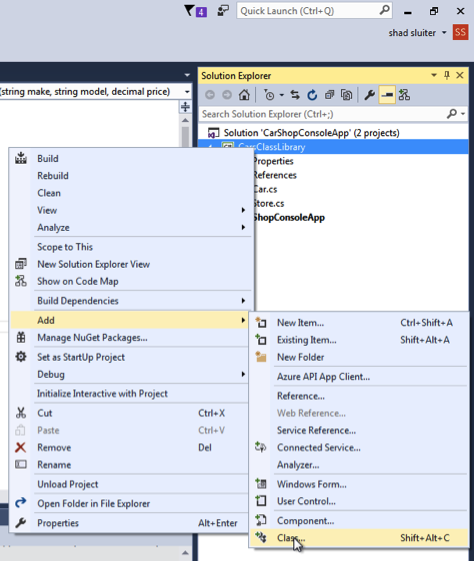 4
Quick Launch (Ctrl+Q)
shad sluiter
SS
(string make, string model, decimal price)
Solution Explorer
Search Solution Explorer (Ctrl+;)
Solution 'CarShopConsoleApp' (2 projects)
CarsClassLibrary
Properties
References
Car.cs
Store.cs
ShopConsoleApp
Build
Rebuild
Clean
View
Analyze
Scope to This
New Solution Explorer View
Show on Code Map
Build Dependencies
Add
Manage NuGet Packages...
Set as StartUp Project
Debug
Initialize Interactive with Project
Cut Ctrl+X
Paste Ctrl+V
Remove Del
Rename
Unload Project
Open Folder in File Explorer
Properties Alt+Enter
New Item... Ctrl+Shift+A
Existing Item... Shift+Alt+A
New Folder
Azure API App Client...
Reference...
Web Reference...
Service Reference...
Connected Service...
Analyzer...
Windows Form...
User Control...
Component...
Class... Shift+Alt+C